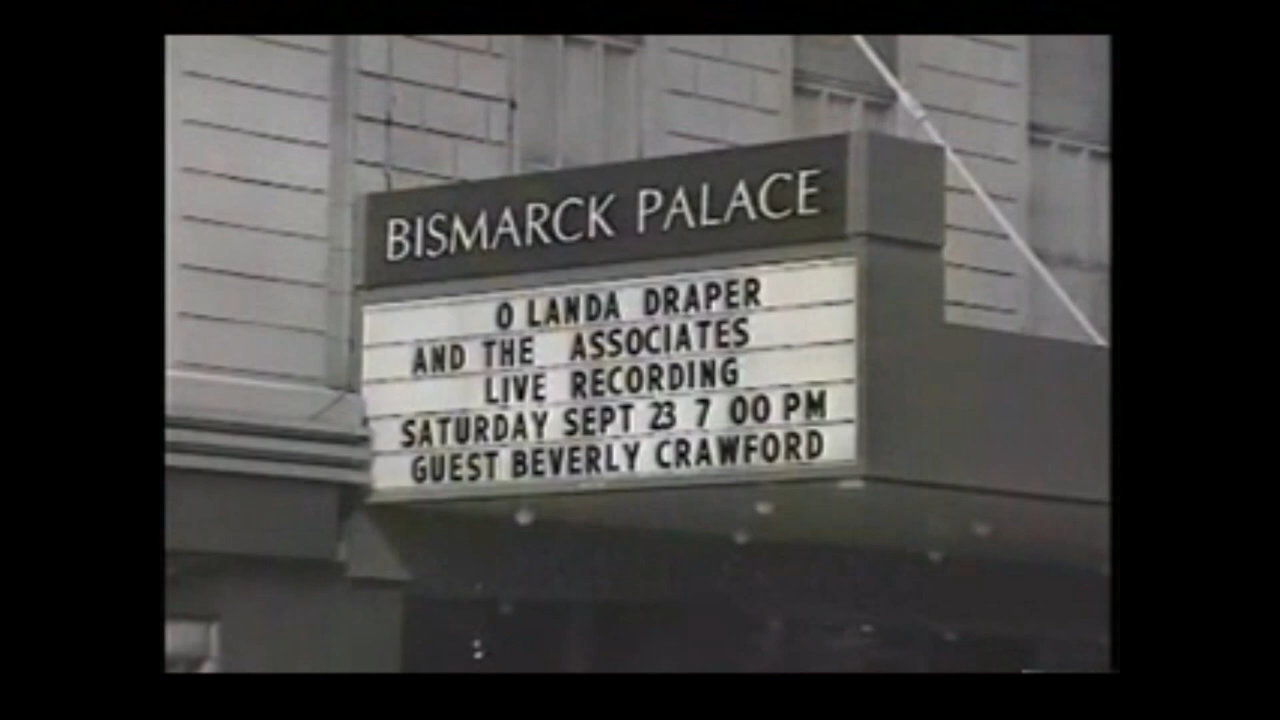 BISMARCK PALACE
O LANDA DRAPER
AND THE ASSOCIATES
LIVE RECORDING
SATURDAY SEPT 23 7 00 PM
GUEST BEVERLY CRAWFORD